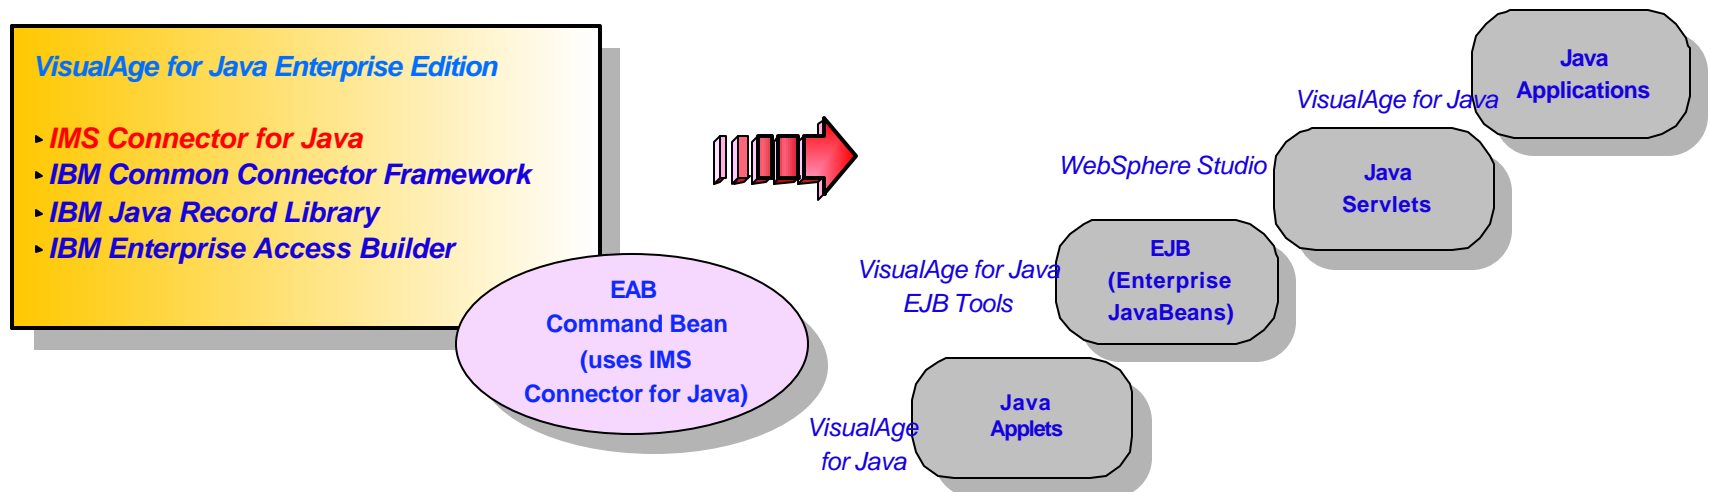 VisualAge for Java Enterprise Edition
IMS Connector for Java
IBM Common Connector Framework
IBM Java Record Library
IBM Enterprise Access Builder
EAB
Command Bean
(uses IMS
Connector for Java)
VisualAge
for Java
Java
Applets
VisualAge for Java
EJB Tools
EJB
(Enterprise
JavaBeans)
WebSphere Studio
Java
Servlets
VisualAge for Java
Java
Applications